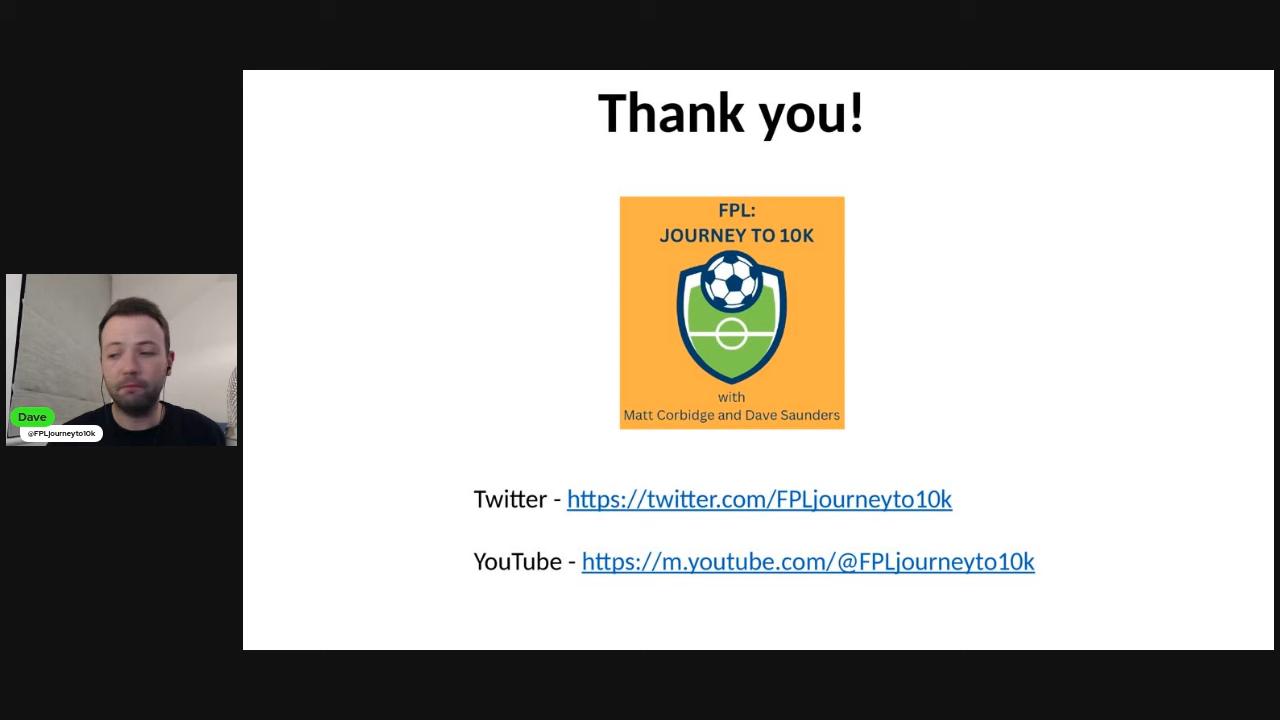 Thank you!
FPL:
JOURNEY TO 10K
with
Matt Corbidge and Dave Saunders
Dave
@FPLjourneyto10k
Twitter - https://twitter.com/FPLjourneyto10k
YouTube - https://m.youtube.com/@FPLjourneyto10k